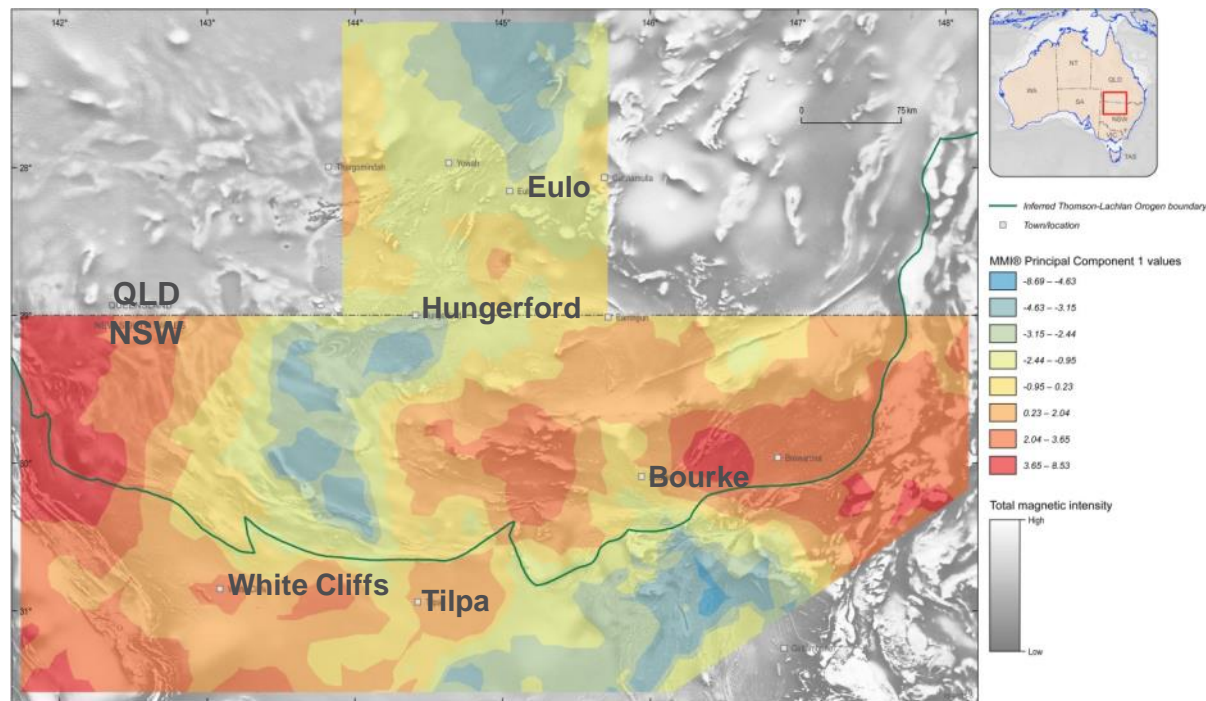 142° 143° 144° 145° 146° 147° 148°
NT
QLD
WA
SA
NSW
VIC
TAS
0 75 km
28°
Thargomindah
Yowah
Eulo
Cunnamulla
Inferred Thomson-Lachlan Orogen boundary
Town/location
MMI® Principal Component 1 values
-8.69 – -4.63
-4.63 – -3.15
-3.15 – -2.44
-2.44 – -0.95
-0.95 – 0.23
0.23 – 2.04
2.04 – 3.65
3.65 – 8.53
QLD
QUEENSLAND
Hungerford
Barringun
NSW
30°
Brewarrina
Bourke
Total magnetic intensity
High
Low
White Cliffs
Tilpa
31°